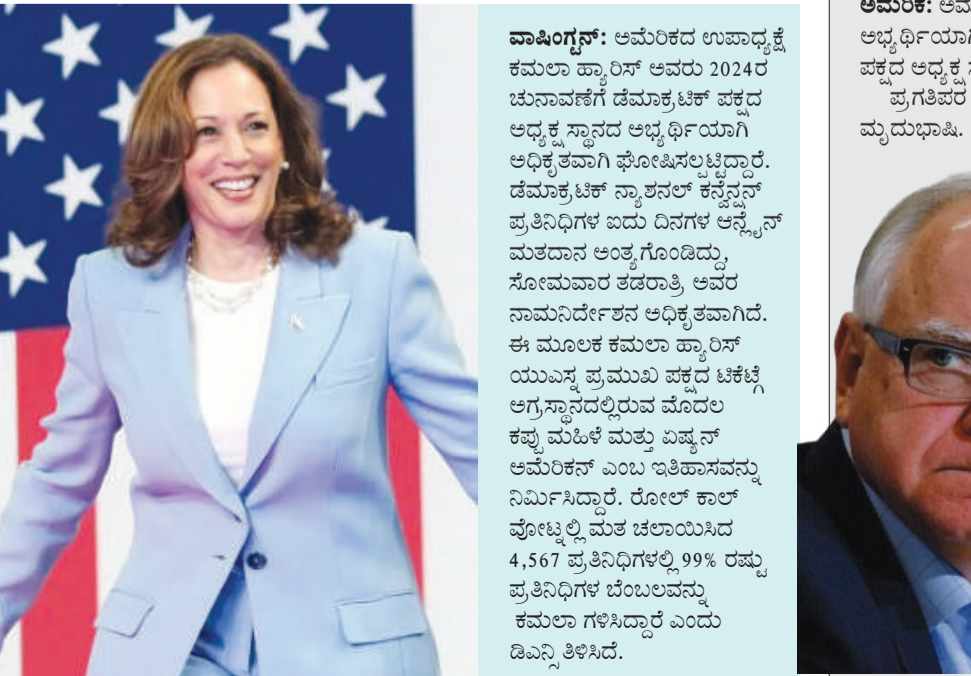 ವಾಷಿಂಗ್ಟನ್: ಅಮೆರಿಕದ ಉಪಾಧ್ಯಕ್ಷೆ
ಕಮಲಾ ಹ್ಯಾರಿಸ್ ಅವರು 2024ರ
ಚುನಾವಣೆಗೆ ಡೆಮಾಕ್ರಟಿಕ್ ಪಕ್ಷದ
ಅಧ್ಯಕ್ಷ ಸ್ಥಾನದ ಅಭ್ಯರ್ಥಿಯಾಗಿ
ಅಧಿಕೃತವಾಗಿ ಘೋಷಿಸಲ್ಪಟ್ಟಿದ್ದಾರೆ.
ಡೆಮಾಕ್ರಟಿಕ್ ನ್ಯಾಶನಲ್ ಕನ್ವೆನ್ಷನ್
ಪ್ರತಿನಿಧಿಗಳ ಐದು ದಿನಗಳ ಆನ್ಲೈನ್
ಮತದಾನ ಅಂತ್ಯಗೊಂಡಿದ್ದು,
ಸೋಮವಾರ ತಡರಾತ್ರಿ ಅವರ
ನಾಮನಿರ್ದೇಶನ ಅಧಿಕೃತವಾಗಿದೆ.
ಈ ಮೂಲಕ ಕಮಲಾ ಹ್ಯಾರಿಸ್
ಯುಎಸ್ನ ಪ್ರಮುಖ ಪಕ್ಷದ ಟಿಕೆಟ್ಗೆ
ಅಗ್ರಸ್ಥಾನದಲ್ಲಿರುವ ಮೊದಲ
ಕಪ್ಪು ಮಹಿಳೆ ಮತ್ತು ಏಷ್ಯನ್
ಅಮೆರಿಕನ್ ಎಂಬ ಇತಿಹಾಸವನ್ನು
ನಿರ್ಮಿಸಿದ್ದಾರೆ. ರೋಲ್ ಕಾಲ್
ವೋಟ್ನಲ್ಲಿ ಮತ ಚಲಾಯಿಸಿದ
4,567 ಪ್ರತಿನಿಧಿಗಳಲ್ಲಿ 99% ರಷ್ಟು
ಪ್ರತಿನಿಧಿಗಳ ಬೆಂಬಲವನ್ನು
ಕಮಲಾ ಗಳಿಸಿದ್ದಾರೆ ಎಂದು
ಡಿಎನ್ಸಿ ತಿಳಿಸಿದೆ.
ಅಮೆರಿಕ:
ಪಕ್ಷದ ಅಧ್ಯಕ್ಷ
ಪ್ರಗತಿಪರ
ಮೃದುಭಾಷಿ.